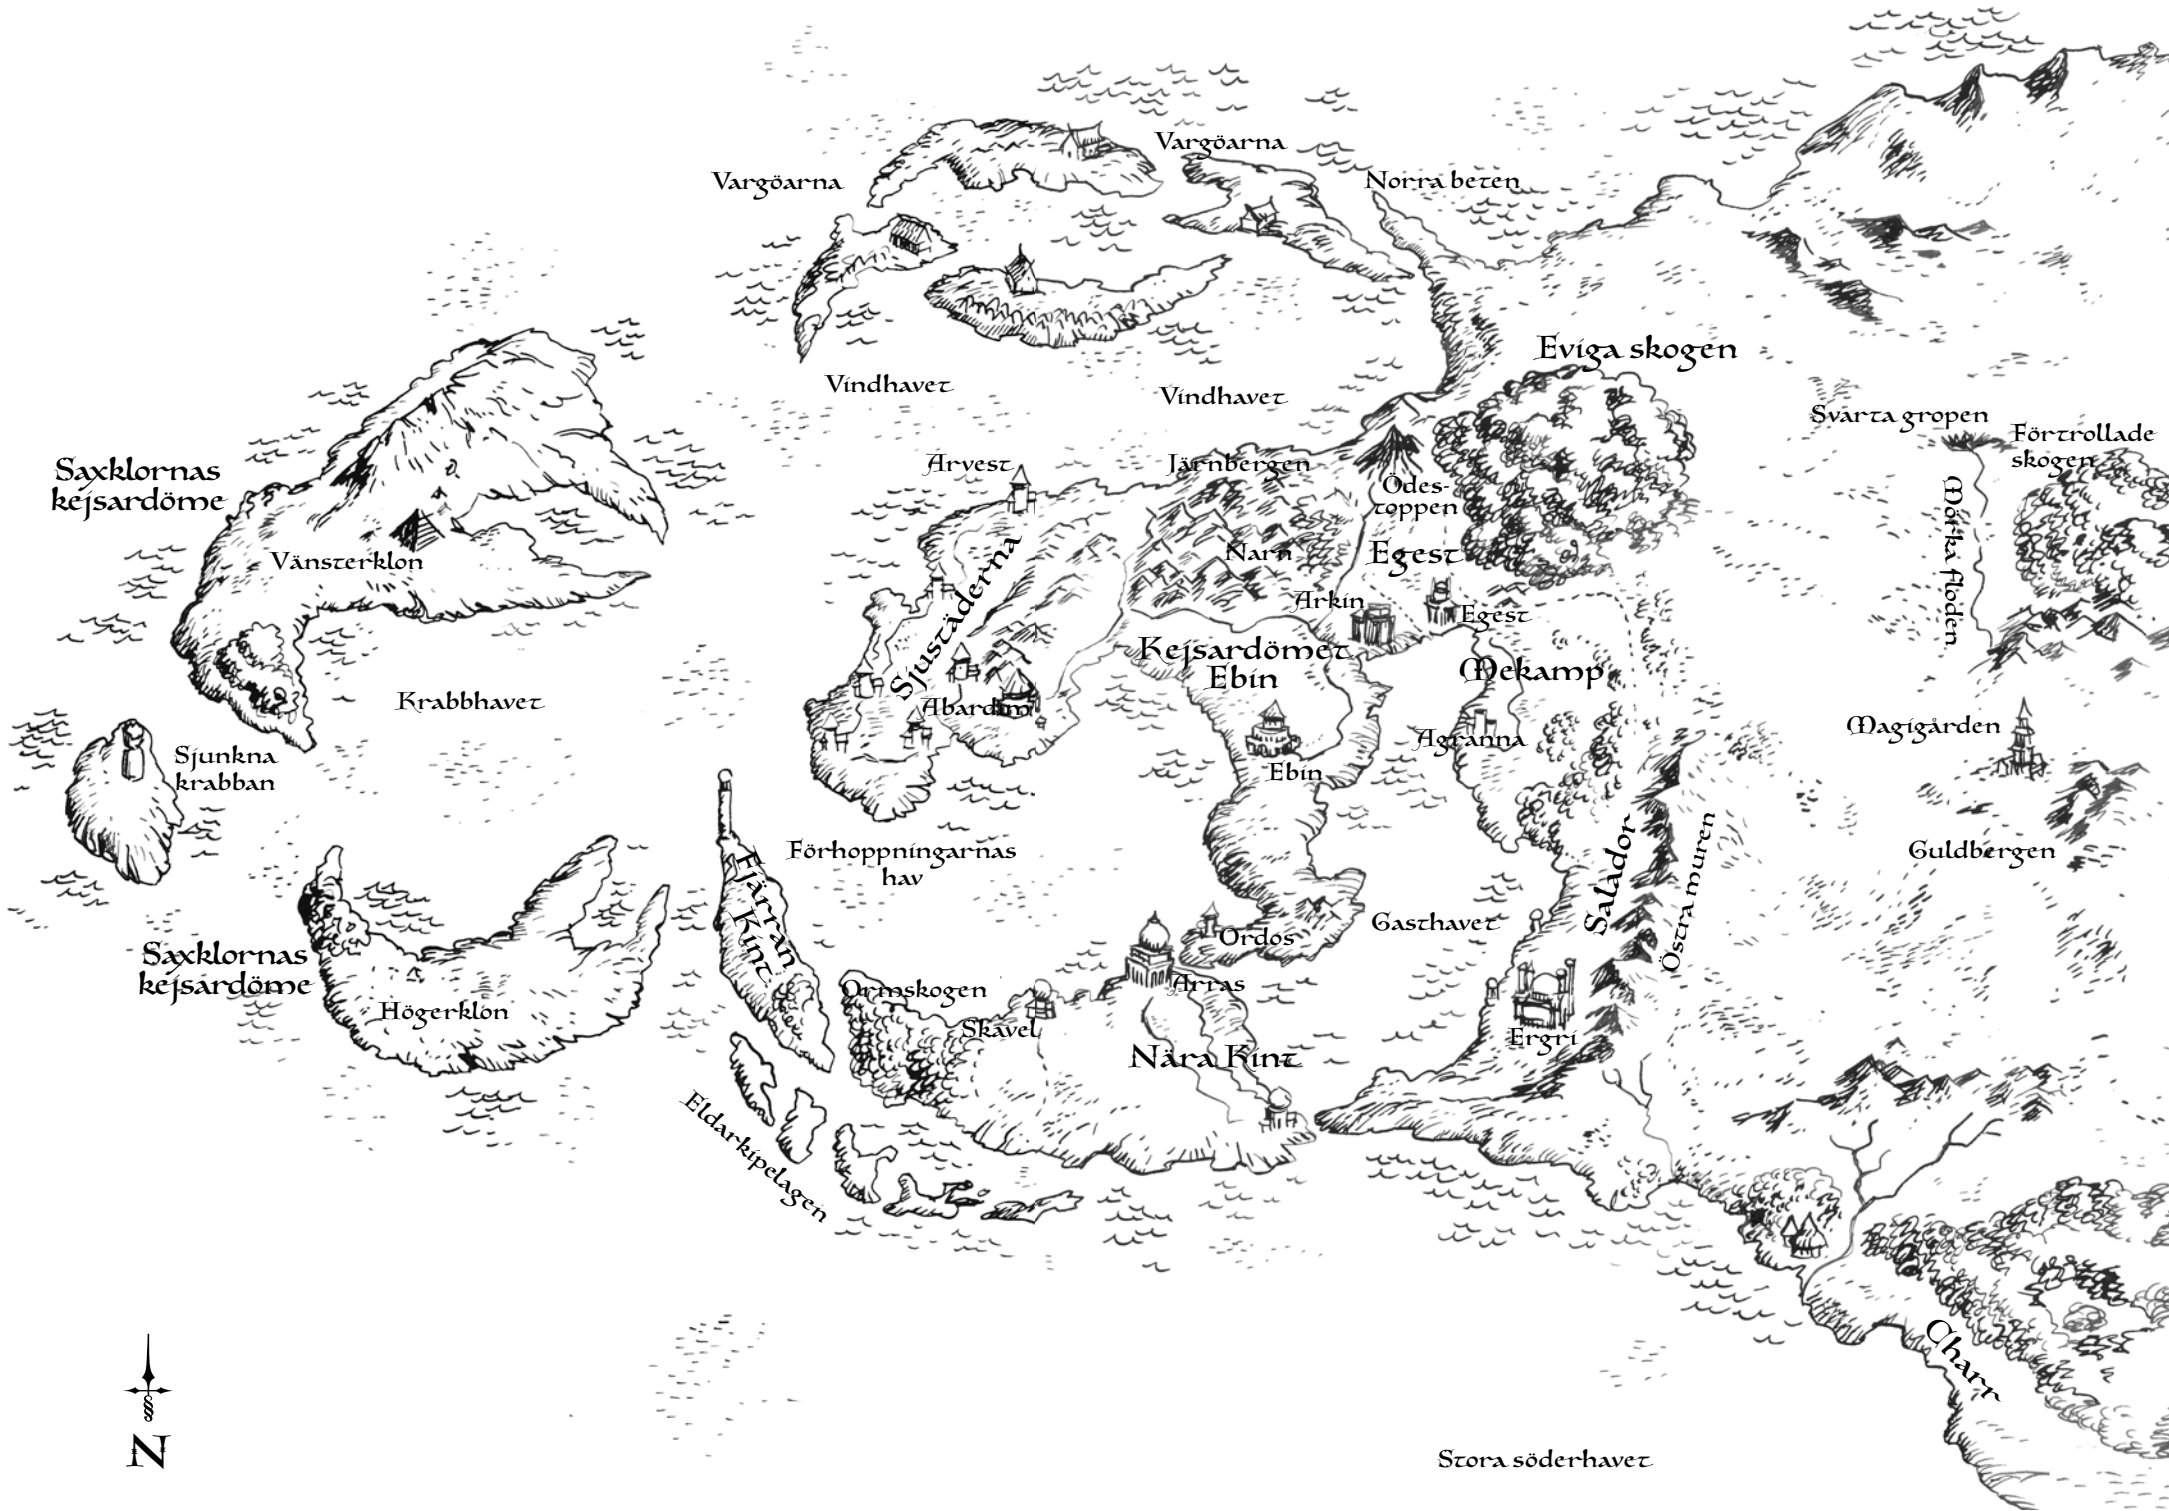 Vargöarna
Vargöarna
Norra beten
Eviga skogen
Vindhavet
Vindhavet
Svarta gropen
Förtrollade
skogen
Saxklornas
kejsardöme
Arvest
Järnbergen
Ödes-
toppen
Mörka floden
Vänsterklon
Narn
Egest
Sjustäderna
Arkin
Egest
Kejsardömet
Ebin
Mekamp
Krabbhavet
Abardim
Magigården
Agranna
Sjunkna
krabban
Ebin
Förhoppningarnas
hav
Fjärran
Kint
Salador
Östra muren
Guldbergen
Gasthavet
Ordos
Saxklornas
kejsardöme
Arras
Ormskogen
Högerklon
Skavel
Ergri
Nära Kint
Eldarkipelagen
Charr
N
Stora söderhavet